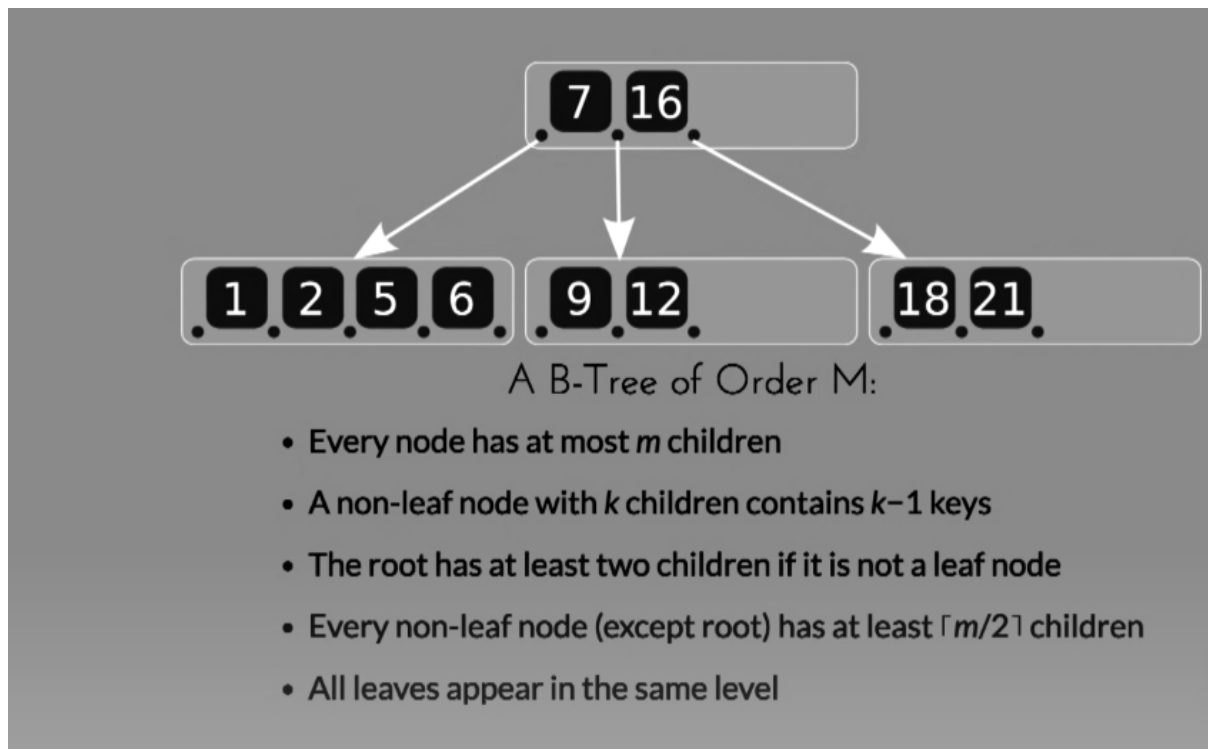 7 16
1 2 5 6 9 12 18 21
A B-Tree of Order M:
• Every node has at most m children
• A non-leaf node with k children contains k−1 keys
• The root has at least two children if it is not a leaf node
• Every non-leaf node (except root) has at least ⌈m/2⌉ children
• All leaves appear in the same level